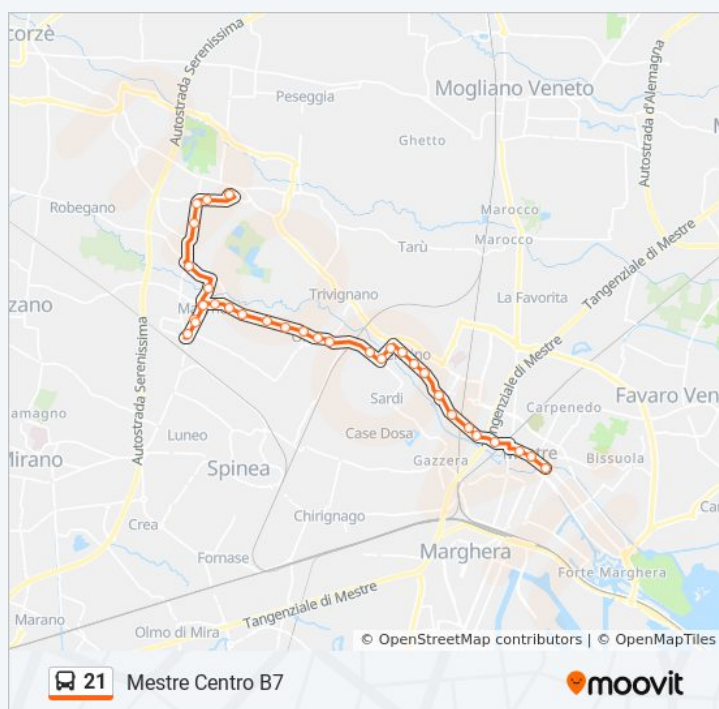 corzè
Autostrada Serenissima
Peseggia
Mogliano Veneto
Autostrada d'Alemagna
Ghetto
Robegano
Marocco
Marocco
Tarù
Tangenziale di Mestre
Trivignano
La Favorita
zano
Autostrada Serenissima
Favaro Ven
amagno
Sardi
Carpenedo
Luneo
Case Dosa
Mirano
Spinea
Gazzera
Bissuola
Chirignago
Crea
Marghera
Fornase
Forte Marghera
Marano
Tangenziale di Mestre
Olmo di Mira
© OpenStreetMap contributors | © OpenMapTiles
21 Mestre Centro B7
moovit